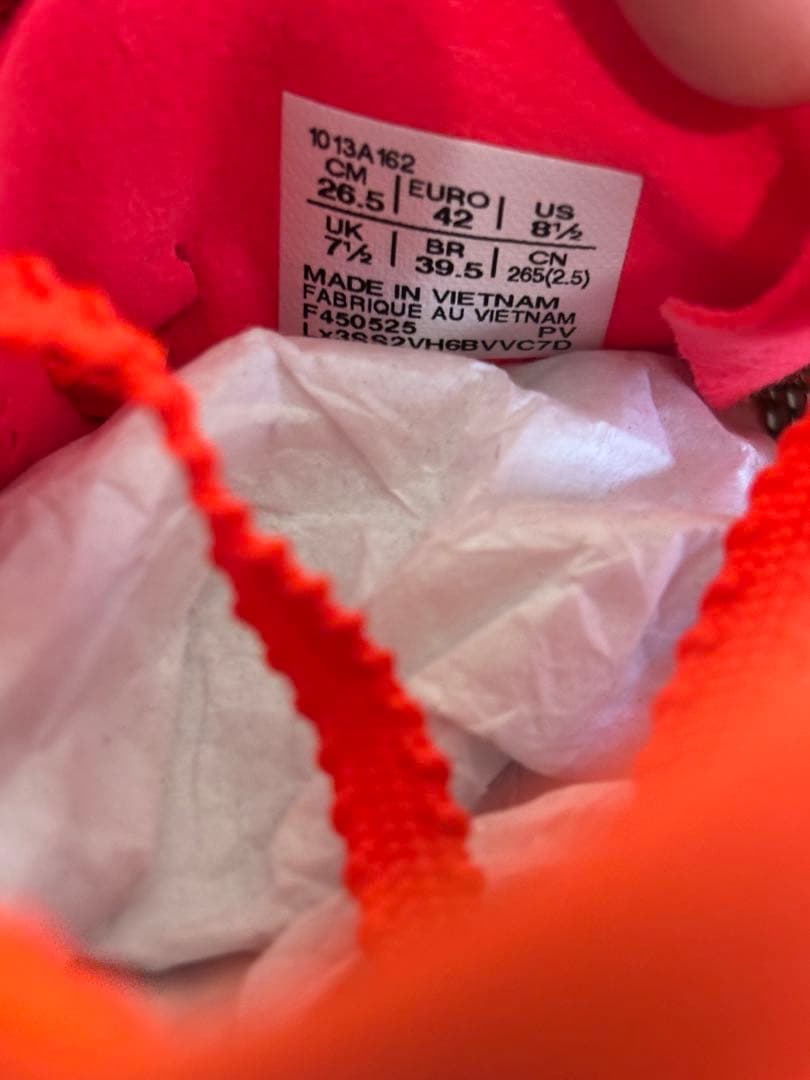 1013A162
CM | EURO | US
26.5 | 42 | 8½
UK | BR | CN
7½ | 39.5 | 265(2.5)
MADE IN VIETNAM
FABRIQUE AU VIETNAM
F450525 PV
Lx3SS2VH6BVVC7D